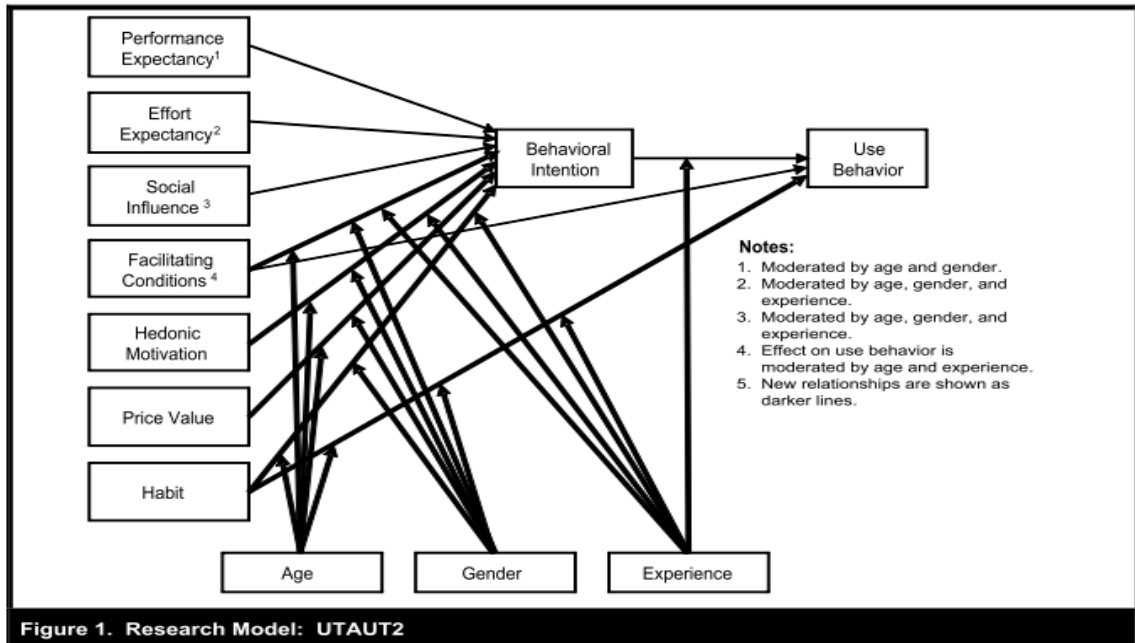 Performance
Expectancy1
Effort
Expectancy2
Social
Influence 3
Facilitating
Conditions 4
Hedonic
Motivation
Price Value
Habit
Behavioral
Intention
Use
Behavior
Notes:
1. Moderated by age and gender.
2. Moderated by age, gender, and
experience.
3. Moderated by age, gender, and
experience.
4. Effect on use behavior is
moderated by age and experience.
5. New relationships are shown as
darker lines.
Age
Gender
Experience
Figure 1. Research Model: UTAUT2